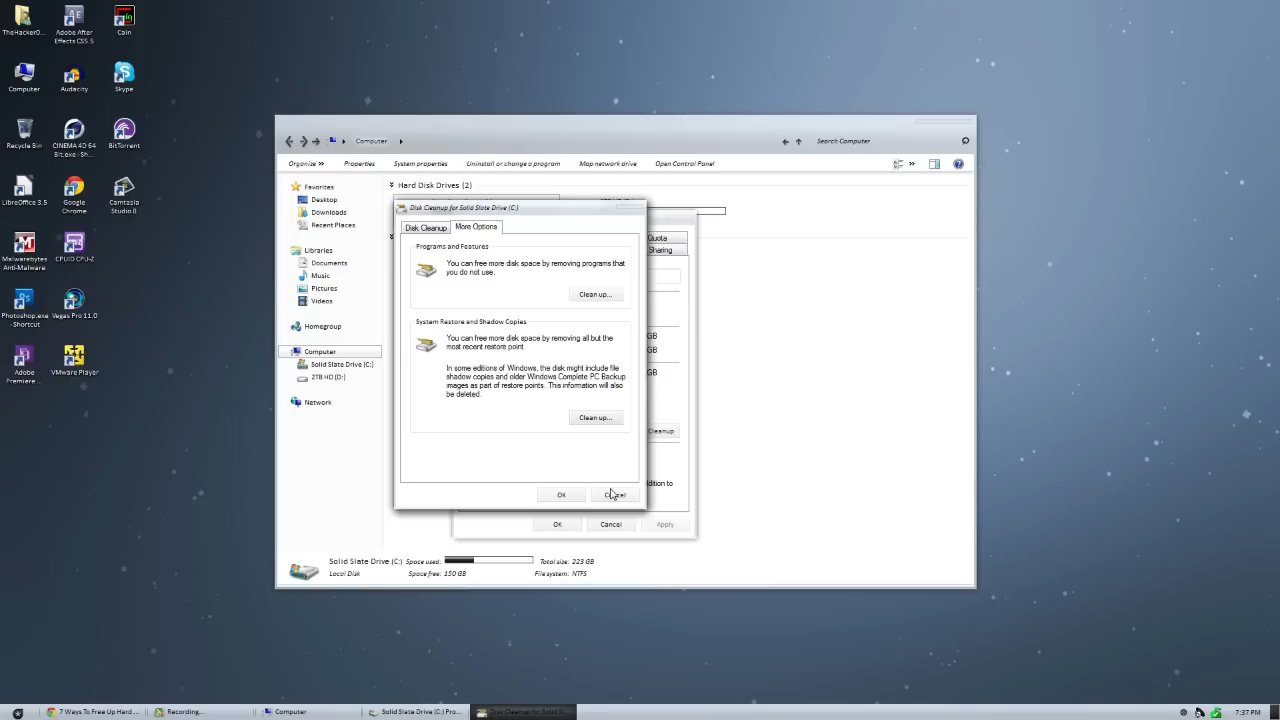 TheHacker0...
Adobe After
Effects CS5.5
Cain
Computer
Audacity
Skype
Recycle Bin
CINEMA 4D 64
Bit.exe - Sh...
BitTorrent
LibreOffice 3.5
Google
Chrome
Camtasia
Studio 8
Malwarebytes
Anti-Malware
CPUID CPU-Z
Photoshop.exe
- Shortcut
Vegas Pro 11.0
Adobe
Premiere ...
VMware Player
Computer
Search Computer
Organize
Properties
System properties
Uninstall or change a program
Map network drive
Open Control Panel
Favorites
Desktop
Downloads
Recent Places
Libraries
Documents
Music
Pictures
Videos
Homegroup
Computer
Solid Slate Drive (C:)
2TB HD (D:)
Network
Hard Disk Drives (2)
Disk Cleanup for Solid Slate Drive (C:)
Disk Cleanup
More Options
Programs and Features
You can free more disk space by removing programs that
you do not use.
Clean up...
System Restore and Shadow Copies
You can free more disk space by removing all but the
most recent restore point.
In some editions of Windows, the disk might include file
shadow copies and older Windows Complete PC Backup
images as part of restore points. This information will also
be deleted.
Clean up...
OK
Cancel
Quota
Sharing
GB
GB
GB
Cleanup
ddition to
OK
Cancel
Apply
Solid Slate Drive (C:) Space used: Total size: 223 GB
Local Disk Space free: 150 GB File system: NTFS
7 Ways To Free Up Hard ...
Recording...
Computer
Solid Slate Drive (C:) Pro...
Disk Cleanup for Solid S...
7:37 PM